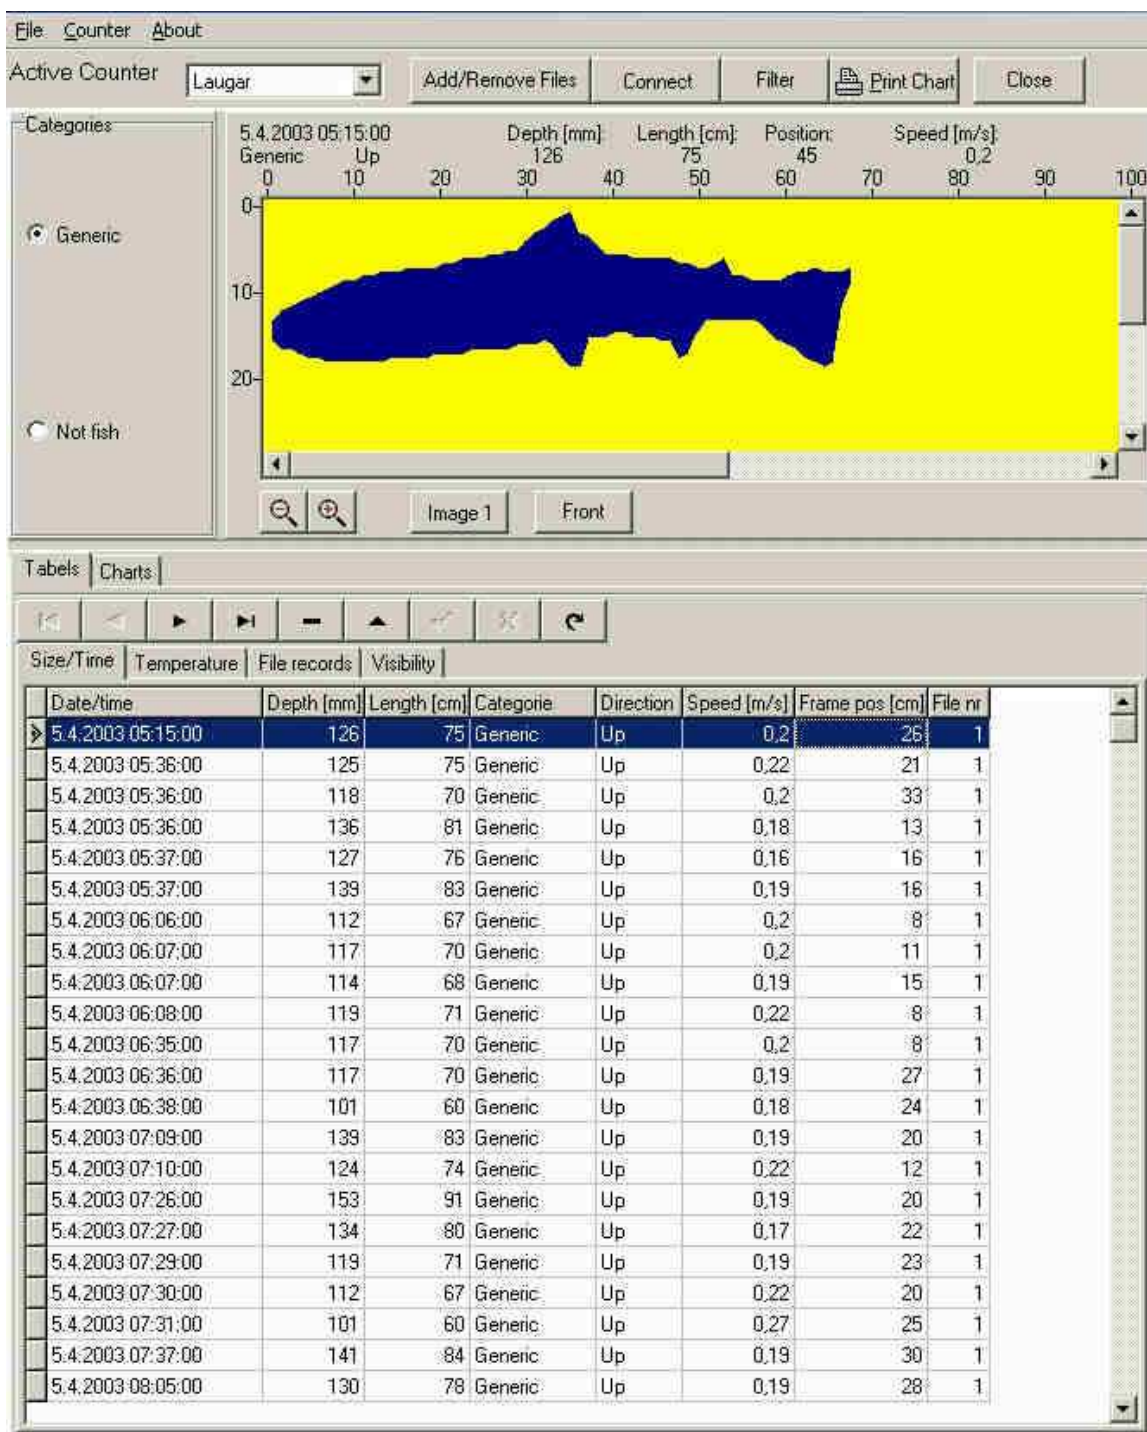 File Counter About
Active Counter Laugar Add/Remove Files Connect Filter Print Chart Close
Categories
Generic
Not fish
5.4.2003 05:15:00 Depth [mm]: Length [cm]: Position: Speed [m/s]:
Generic Up 126 75 45 0,2
0 10 20 30 40 50 60 70 80 90 100
0
10
20
Image 1 Front
Tabels Charts
Size/Time Temperature File records Visibility
Date/time Depth [mm] Length [cm] Categorie Direction Speed [m/s] Frame pos [cm] File nr
5.4.2003 05:15:00 126 75 Generic Up 0,2 26 1
5.4.2003 05:36:00 125 75 Generic Up 0,22 21 1
5.4.2003 05:36:00 118 70 Generic Up 0,2 33 1
5.4.2003 05:36:00 136 81 Generic Up 0,18 13 1
5.4.2003 05:37:00 127 76 Generic Up 0,16 16 1
5.4.2003 05:37:00 139 83 Generic Up 0,19 16 1
5.4.2003 06:06:00 112 67 Generic Up 0,2 8 1
5.4.2003 06:07:00 117 70 Generic Up 0,2 11 1
5.4.2003 06:07:00 114 68 Generic Up 0,19 15 1
5.4.2003 06:08:00 119 71 Generic Up 0,22 8 1
5.4.2003 06:35:00 117 70 Generic Up 0,2 8 1
5.4.2003 06:36:00 117 70 Generic Up 0,19 27 1
5.4.2003 06:38:00 101 60 Generic Up 0,18 24 1
5.4.2003 07:09:00 139 83 Generic Up 0,19 20 1
5.4.2003 07:10:00 124 74 Generic Up 0,22 12 1
5.4.2003 07:26:00 153 91 Generic Up 0,19 20 1
5.4.2003 07:27:00 134 80 Generic Up 0,17 22 1
5.4.2003 07:29:00 119 71 Generic Up 0,19 23 1
5.4.2003 07:30:00 112 67 Generic Up 0,22 20 1
5.4.2003 07:31:00 101 60 Generic Up 0,27 25 1
5.4.2003 07:37:00 141 84 Generic Up 0,19 30 1
5.4.2003 08:05:00 130 78 Generic Up 0,19 28 1